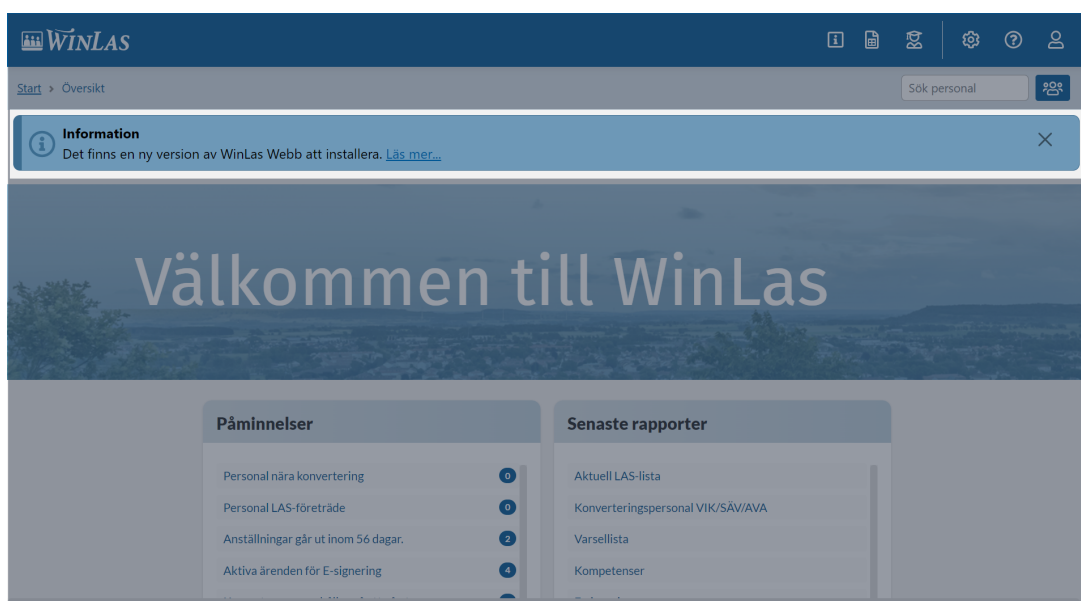 WinLas
Start › Översikt
Sök personal
Information
Det finns en ny version av WinLas Webb att installera. Läs mer...
Välkommen till WinLas
Påminnelser
Personal nära konvertering 0
Personal LAS-företräde 0
Anställningar går ut inom 56 dagar. 2
Aktiva ärenden för E-signering 4
Senaste rapporter
Aktuell LAS-lista
Konverteringspersonal VIK/SÄV/AVA
Varsellista
Kompetenser